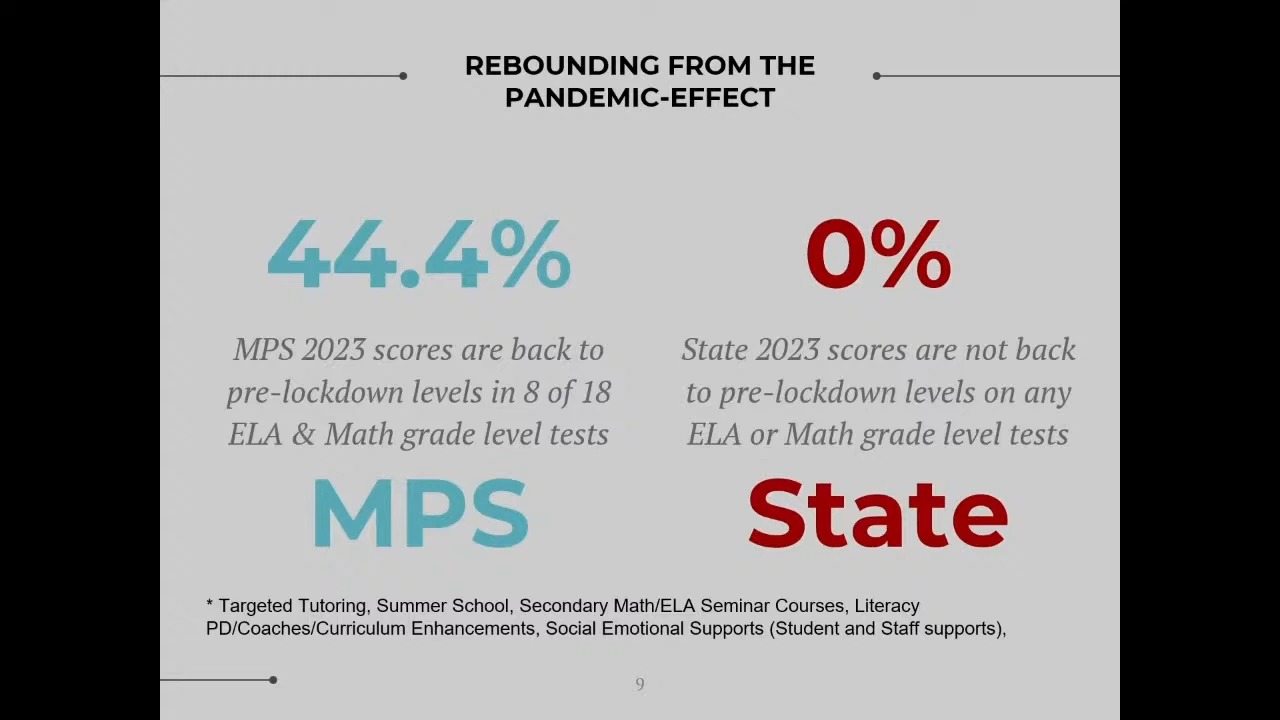 REBOUNDING FROM THE
PANDEMIC-EFFECT
44.4%
MPS 2023 scores are back to
pre-lockdown levels in 8 of 18
ELA & Math grade level tests
MPS
0%
State 2023 scores are not back
to pre-lockdown levels on any
ELA or Math grade level tests
State
* Targeted Tutoring, Summer School, Secondary Math/ELA Seminar Courses, Literacy
PD/Coaches/Curriculum Enhancements, Social Emotional Supports (Student and Staff supports),
9